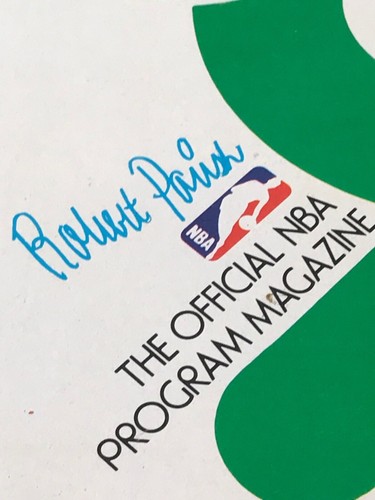 Robert Parish
NBA
THE OFFICIAL NBA
PROGRAM MAGAZINE